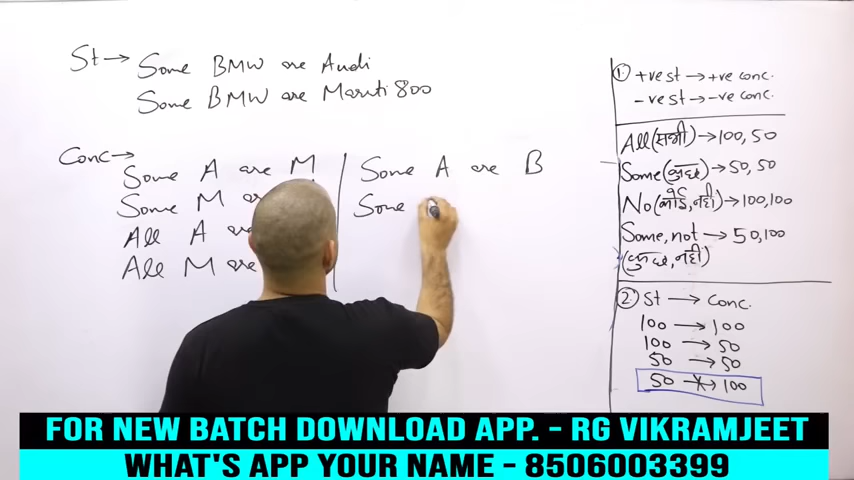 St → Some BMW are Audi
Some BMW are Maruti 800
Conc →
Some A are M
Some M are
All A are
All M are
Some A are B
Some
1. +ve st → +ve conc.
-ve st → -ve conc.
All (सभी) → 100, 50
Some (कुछ) → 50, 50
No (कोई, नहीं) → 100, 100
Some, not → 50, 100
(कुछ, नहीं)
2. St → Conc.
100 → 100
100 → 50
50 → 50
50 → 100
FOR NEW BATCH DOWNLOAD APP. - RG VIKRAMJEET
WHAT'S APP YOUR NAME - 8506003399